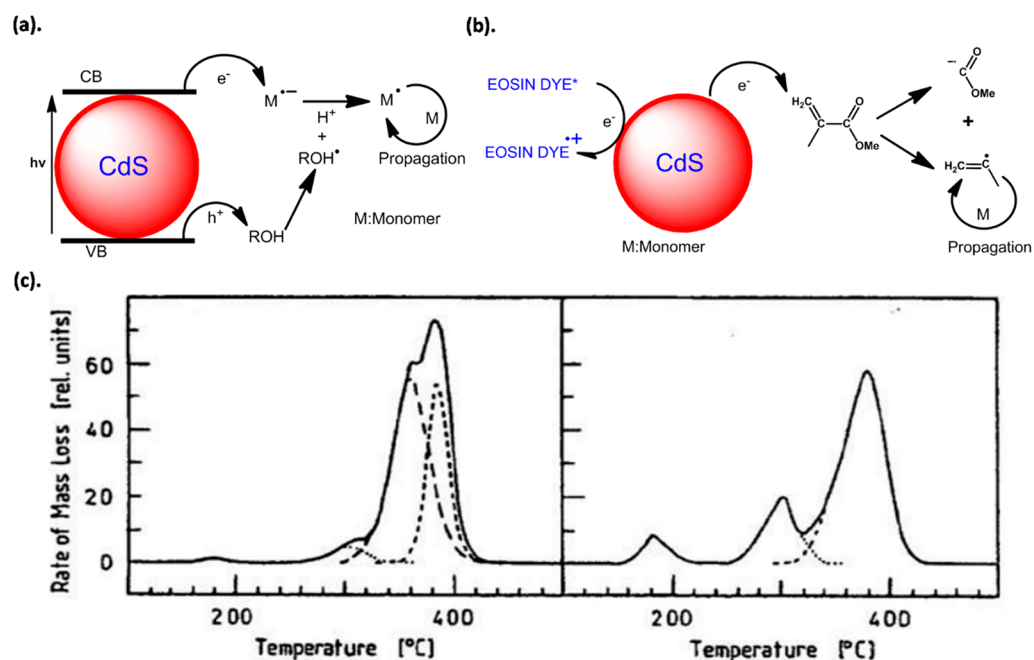 (a).
CB
e-
M•−
H+
+
M•
M
Propagation
hv
CdS
ROH•
h+
ROH
VB
M:Monomer
(b).
EOSIN DYE*
e-
EOSIN DYE•+
CdS
e-
H2C
O
C
OMe
−
C
O
OMe
+
H2C
C•
M
Propagation
M:Monomer
(c).
Rate of Mass Loss [rel. units]
60
40
20
0
200
400
200
400
Temperature [°C]
Temperature [°C]